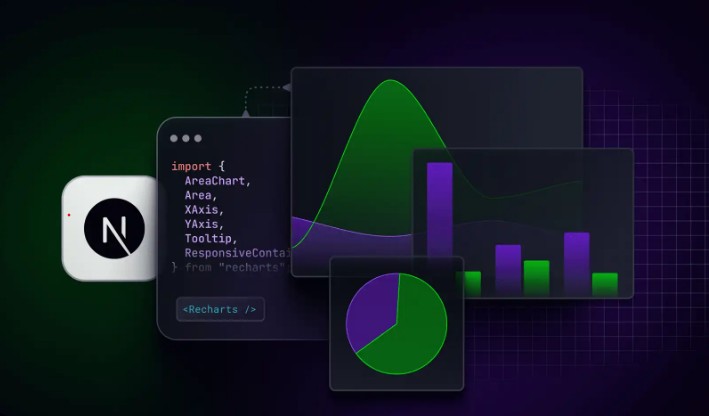 N
import {
AreaChart,
Area,
XAxis,
YAxis,
Tooltip,
} from "recharts"
<Recharts />